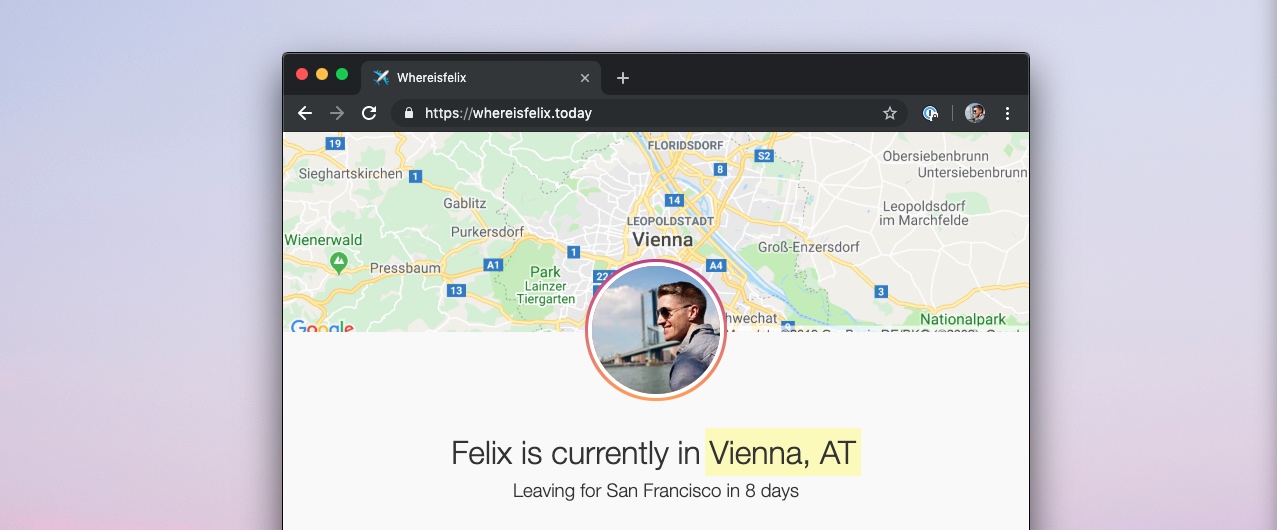 Whereisfelix
https://whereisfelix.today
19
FLORIDSDORF
S2
Obersiebenbrunn
Sieghartskirchen
1
8
Untersiebenbrunn
Gablitz
14
Leopoldsdorf
im Marchfelde
LEOPOLDSTADT
Purkersdorf
Wienerwald
Vienna
1
Groß-Enzersdorf
Pressbaum
A1
A4
Park
Lainzer
Tiergarten
22
13
3
Nationalpark
Google
Felix is currently in Vienna, AT
Leaving for San Francisco in 8 days